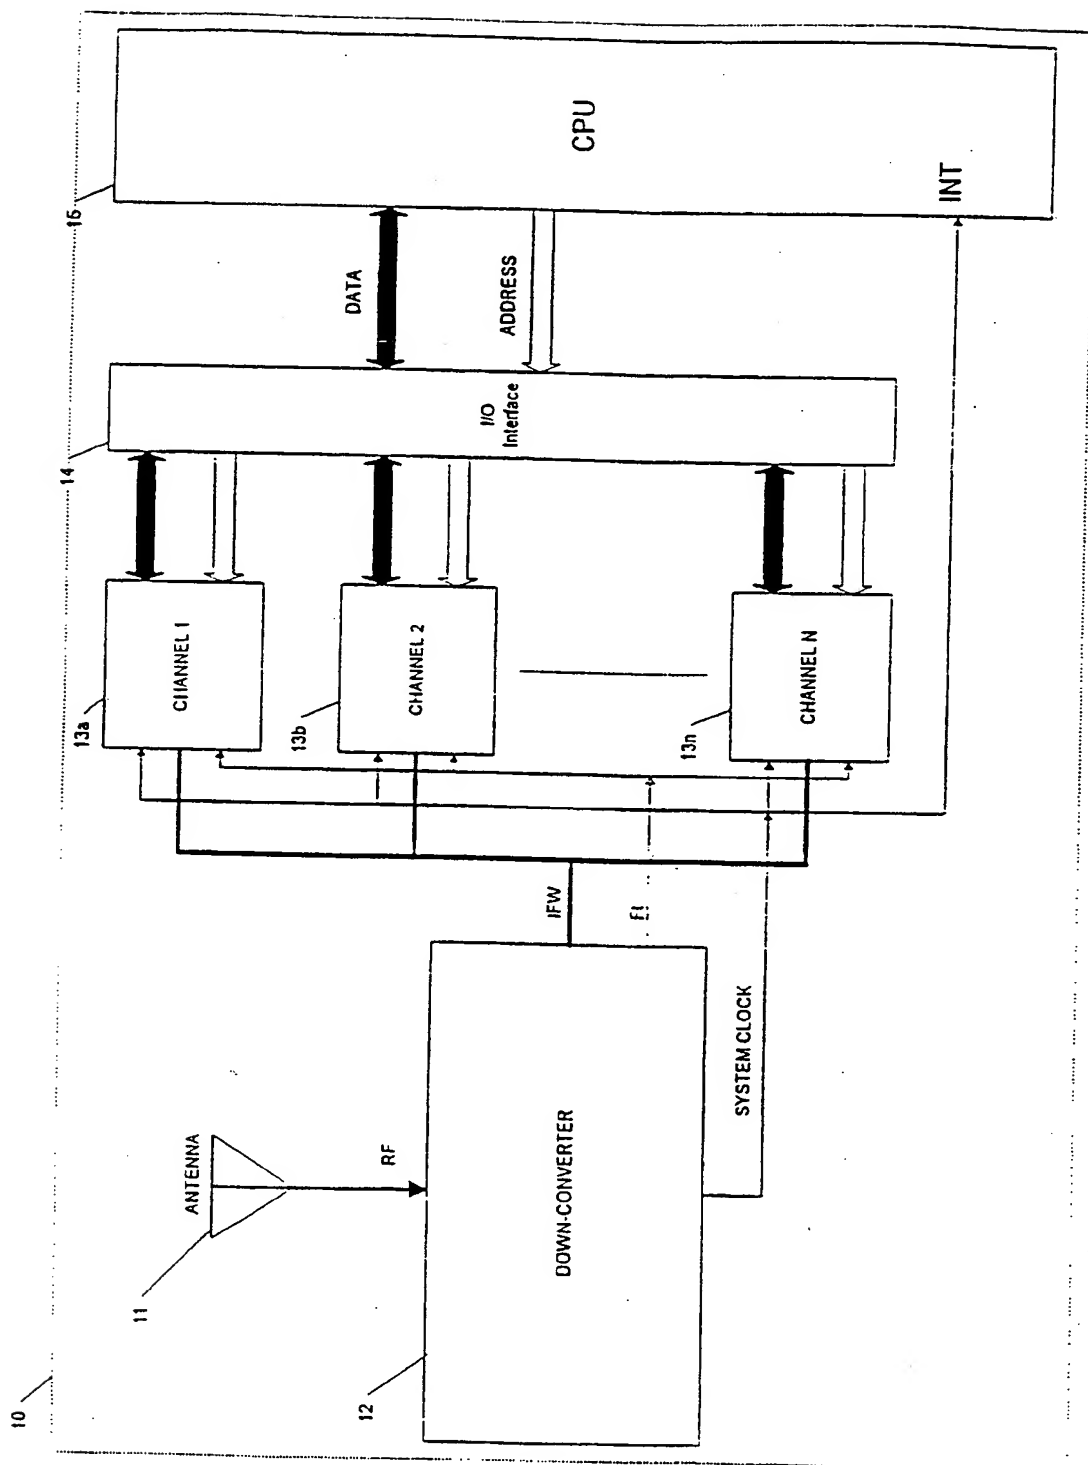 10
11
ANTENNA
RF
12
DOWN-CONVERTER
SYSTEM CLOCK
IFW
13a
CHANNEL 1
13b
CHANNEL 2
13n
CHANNEL N
14
I/O
Interface
DATA
ADDRESS
CPU
INT